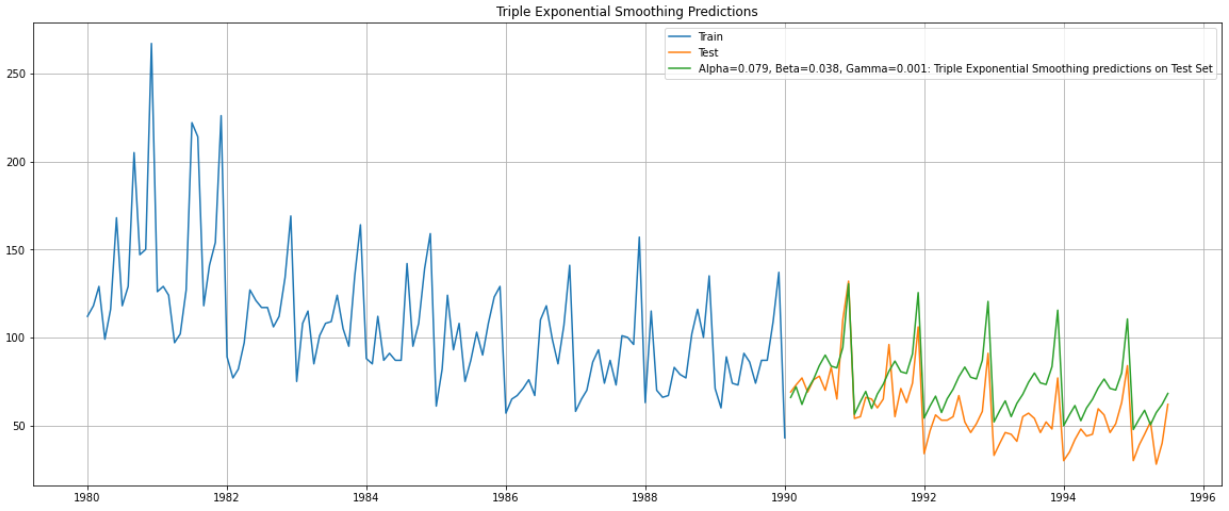 Triple Exponential Smoothing Predictions
Train
Test
Alpha=0.079, Beta=0.038, Gamma=0.001: Triple Exponential Smoothing predictions on Test Set
250
200
150
100
50
1980 1982 1984 1986 1988 1990 1992 1994 1996